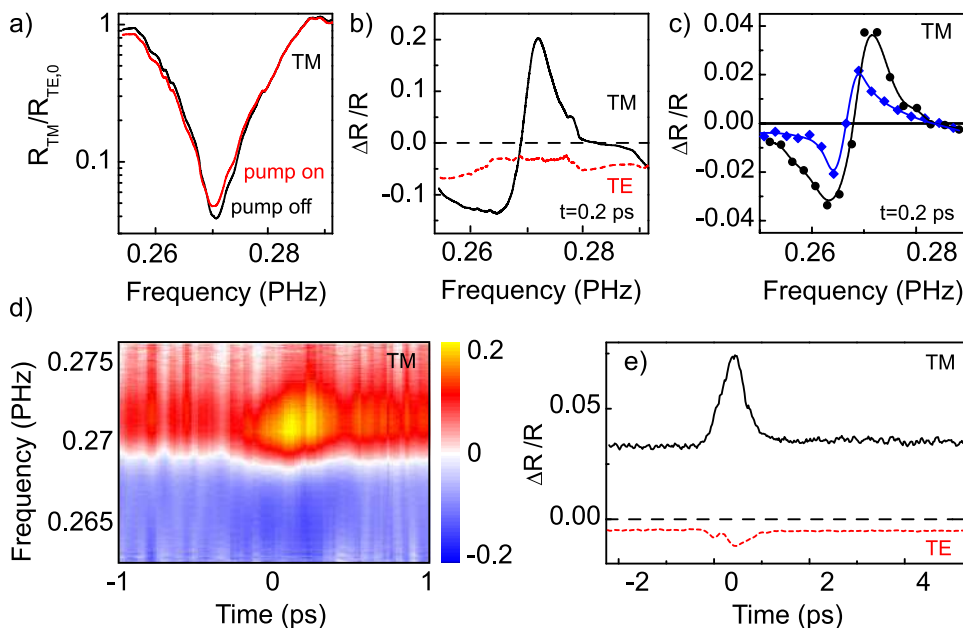 a)
1
0.1
R_TM/R_TE,0
TM
pump on
pump off
0.26
0.28
Frequency (PHz)
b)
0.2
0.1
0.0
-0.1
ΔR/R
TM
TE
t=0.2 ps
0.26
0.28
Frequency (PHz)
c)
0.04
0.02
0.00
-0.02
-0.04
ΔR/R
TM
t=0.2 ps
0.26
0.28
Frequency (PHz)
d)
0.275
0.27
0.265
Frequency (PHz)
TM
0.2
0
-0.2
-1
0
1
Time (ps)
e)
0.05
0.00
ΔR/R
TM
TE
-2
0
2
4
Time (ps)